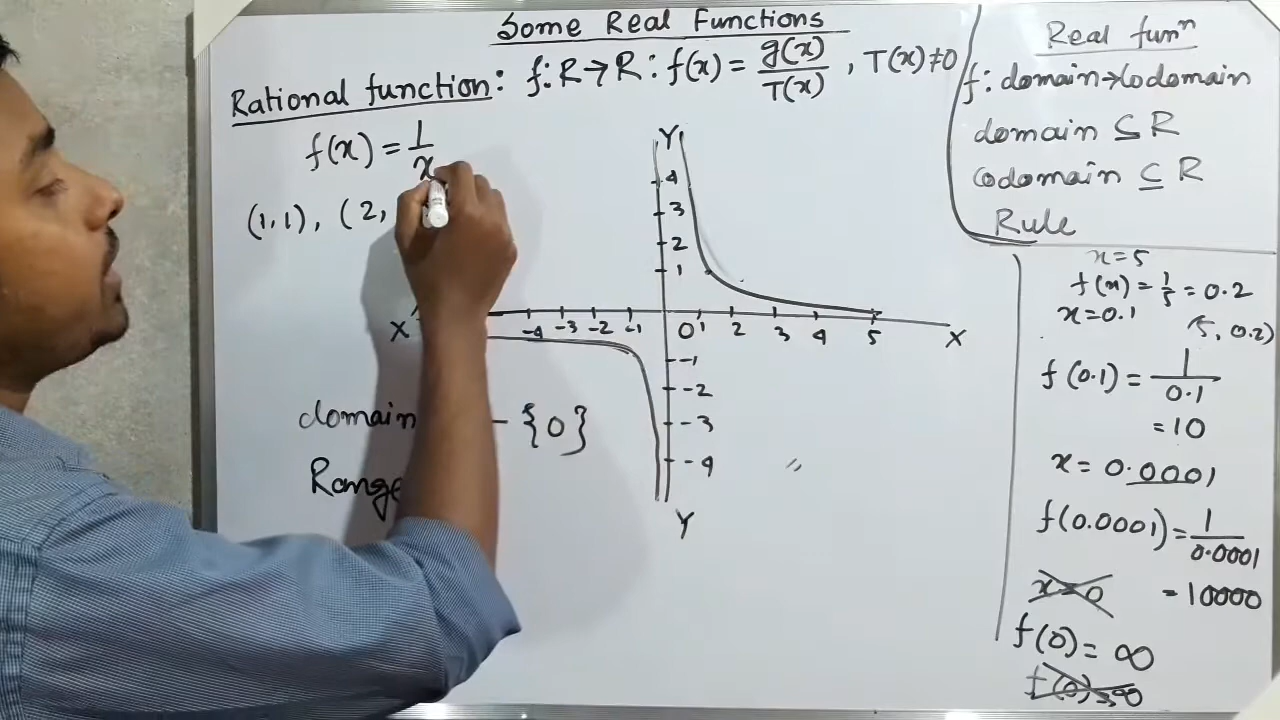 Some Real Functions
Rational function: f: R → R : f(x) = g(x)/T(x) , T(x) ≠ 0
f(x) = 1/x
(1,1), (2,
domain - {0}
Range
Y
4
3
2
1
X -4 -3 -2 -1 0 1 2 3 4 5 X
-1
-2
-3
-4
Y
Real funⁿ
f: domain → Codomain
domain ⊆ R
Codomain ⊆ R
Rule
x = 5
f(x) = 1/5 = 0.2
x = 0.1
(5, 0.2)
f(0.1) = 1/0.1
= 10
x = 0.0001
f(0.0001) = 1/0.0001
= 10000
x = 0
f(0) = ∞